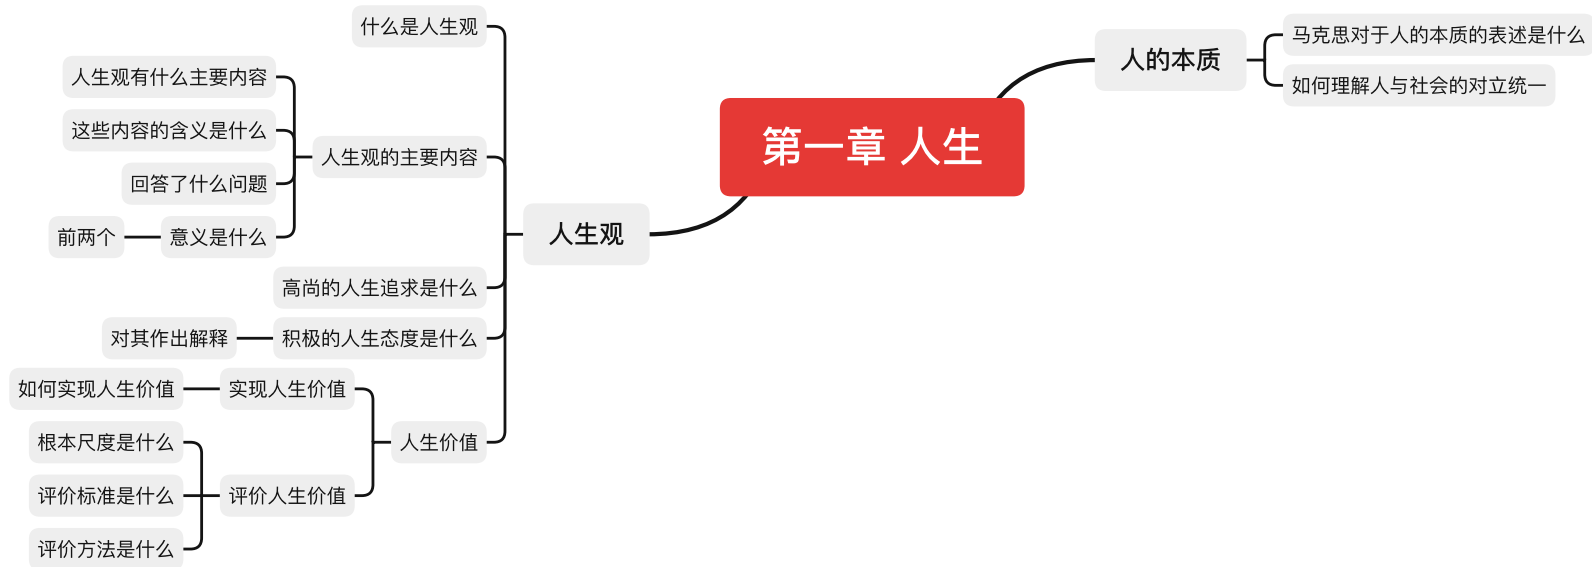 第一章 人生
人的本质
马克思对于人的本质的表述是什么
如何理解人与社会的对立统一
人生观
什么是人生观
人生观的主要内容
人生观有什么主要内容
这些内容的含义是什么
回答了什么问题
意义是什么
前两个
高尚的人生追求是什么
积极的人生态度是什么
对其作出解释
人生价值
实现人生价值
如何实现人生价值
评价人生价值
根本尺度是什么
评价标准是什么
评价方法是什么